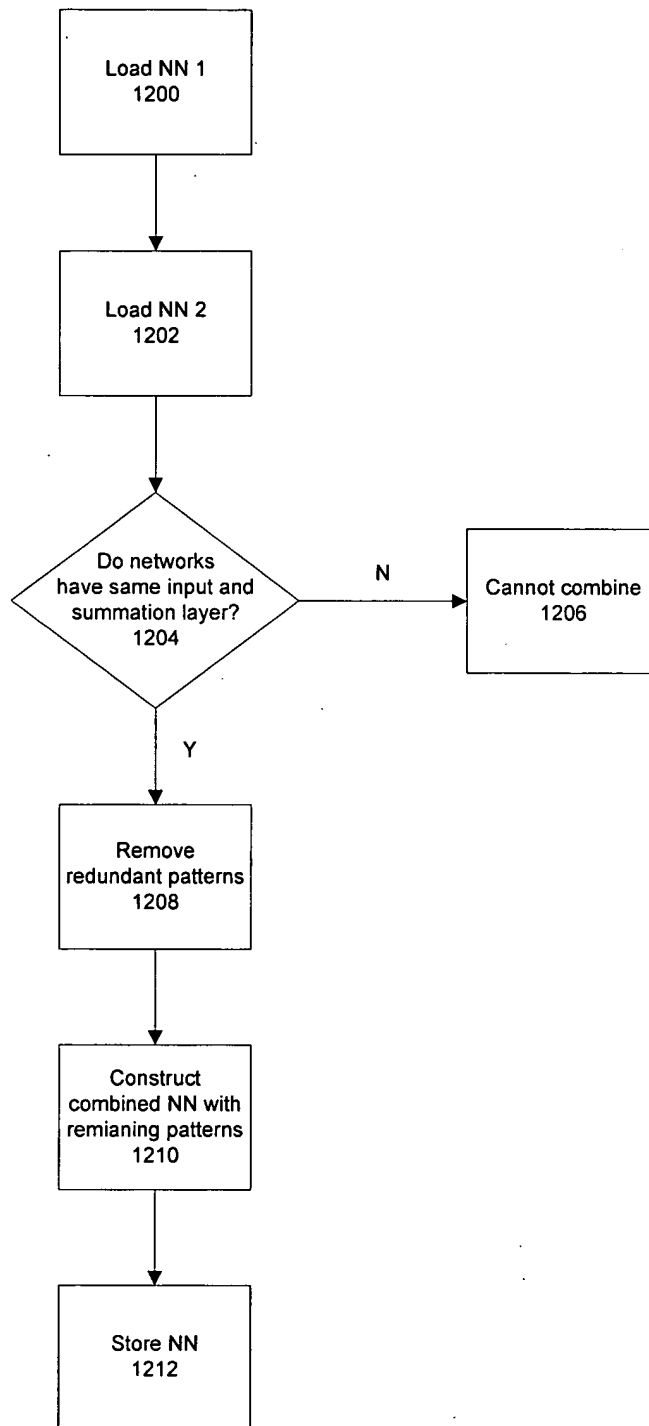 Load NN 1
1200
Load NN 2
1202
Do networks
have same input and
summation layer?
1204
N
Cannot combine
1206
Y
Remove
redundant patterns
1208
Construct
combined NN with
remianing patterns
1210
Store NN
1212